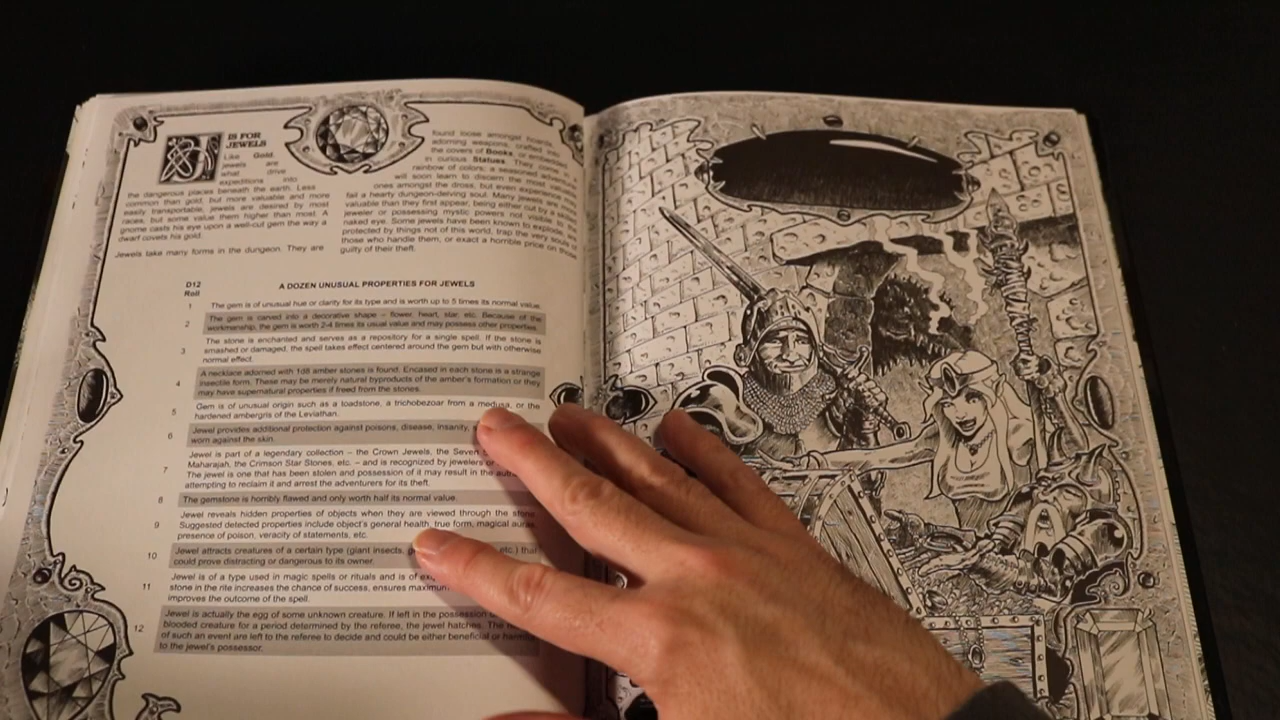 J IS FOR
JEWELS
Like Gold,
jewels are
what drive
expeditions into
the dangerous places beneath the earth. Less
common than gold, but more valuable and more
easily transportable, jewels are desired by most
races, but some value them higher than most. A
gnome casts his eye upon a well-cut gem the way a
dwarf covets his gold.
Jewels take many forms in the dungeon. They are
found loose amongst hoards,
adorning weapons, crafted into
the covers of Books, or embedded
in curious Statues. They come in a
rainbow of colors; a seasoned adventurer
will soon learn to discern the most valuable
ones amongst the dross, but even experience may
fail a hearty dungeon-delving soul. Many jewels are more
valuable than they first appear, being either cut by a skilled
jeweler or possessing mystic powers not visible to the
naked eye. Some jewels have been known to explode, are
protected by things not of this world, trap the very souls of
those who handle them, or exact a horrible price on those
guilty of their theft.
D12
Roll
A DOZEN UNUSUAL PROPERTIES FOR JEWELS
1 The gem is of unusual hue or clarity for its type and is worth up to 5 times its normal value.
2 The gem is carved into a decorative shape – flower, heart, star, etc. Because of the
workmanship, the gem is worth 2-4 times its usual value and may possess other properties.
3 The stone is enchanted and serves as a repository for a single spell. If the stone is
smashed or damaged, the spell takes effect centered around the gem but with otherwise
normal effect.
4 A necklace adorned with 1d8 amber stones is found. Encased in each stone is a strange
insectile form. These may be merely natural byproducts of the amber's formation or they
may have supernatural properties if freed from the stones.
5 Gem is of unusual origin such as a toadstone, a trichobezoar from a medusa, or the
hardened ambergris of the Leviathan.
6 Jewel provides additional protection against poisons, disease, insanity,
worn against the skin.
7 Jewel is part of a legendary collection – the Crown Jewels, the Seven
Maharajah, the Crimson Star Stones, etc. – and is recognized by jewelers
The jewel is one that has been stolen and possession of it may result in the
attempting to reclaim it and arrest the adventurers for its theft.
8 The gemstone is horribly flawed and only worth half its normal value.
9 Jewel reveals hidden properties of objects when they are viewed through the stone.
Suggested detected properties include object's general health, true form, magical auras,
presence of poison, veracity of statements, etc.
10 Jewel attracts creatures of a certain type (giant insects, etc.) that
could prove distracting or dangerous to its owner.
11 Jewel is of a type used in magic spells or rituals and is of
stone in the rite increases the chance of success, ensures
improves the outcome of the spell.
12 Jewel is actually the egg of some unknown creature. If left in the possession
blooded creature for a period determined by the referee, the jewel hatches. The
of such an event are left to the referee to decide and could be either beneficial or
to the jewel's possessor.